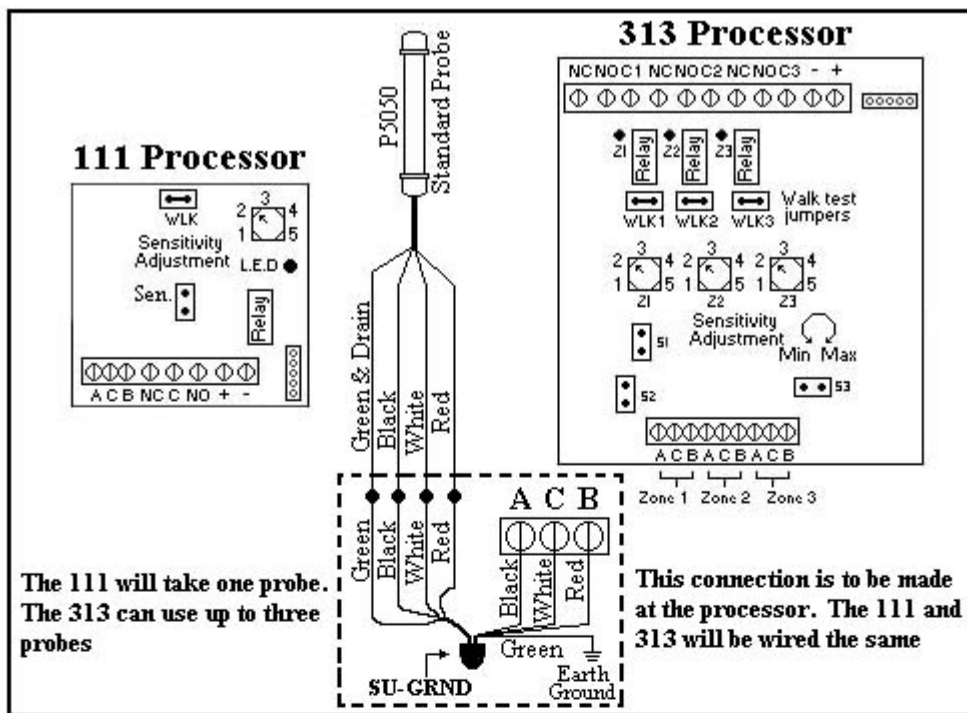 111 Processor
WLK
3
2 4
1 5
Sensitivity
Adjustment
L.E.D
Sen.
Relay
A C B NC C NO + -
P5050
Standard Probe
Green & Drain
Black
White
Red
Green
Black
White
Red
A C B
Black
White
Red
Green
Earth
Ground
SU-GRND
313 Processor
NC NO C1 NC NO C2 NC NO C3 - +
Z1 Relay Z2 Relay Z3 Relay
WLK1 WLK2 WLK3
Walk test
jumpers
3 3 3
2 4 2 4 2 4
1 5 1 5 1 5
Z1 Z2 Z3
Sensitivity
Adjustment
Min Max
S1
S2
S3
A C B A C B A C B
Zone 1 Zone 2 Zone 3
The 111 will take one probe.
The 313 can use up to three
probes
This connection is to be made
at the processor. The 111 and
313 will be wired the same